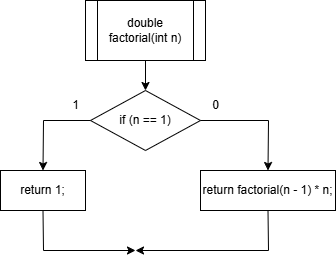 double
factorial(int n)
1
0
if (n == 1)
return 1;
return factorial(n - 1) * n;